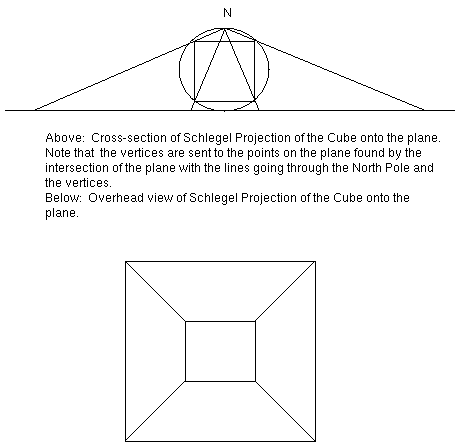 N
Above:  Cross-section of Schlegel Projection of the Cube onto the plane.
Note that  the vertices are sent to the points on the plane found by the
intersection of the plane with the lines going through the North Pole and
the vertices.
Below:  Overhead view of Schlegel Projection of the Cube onto the
plane.